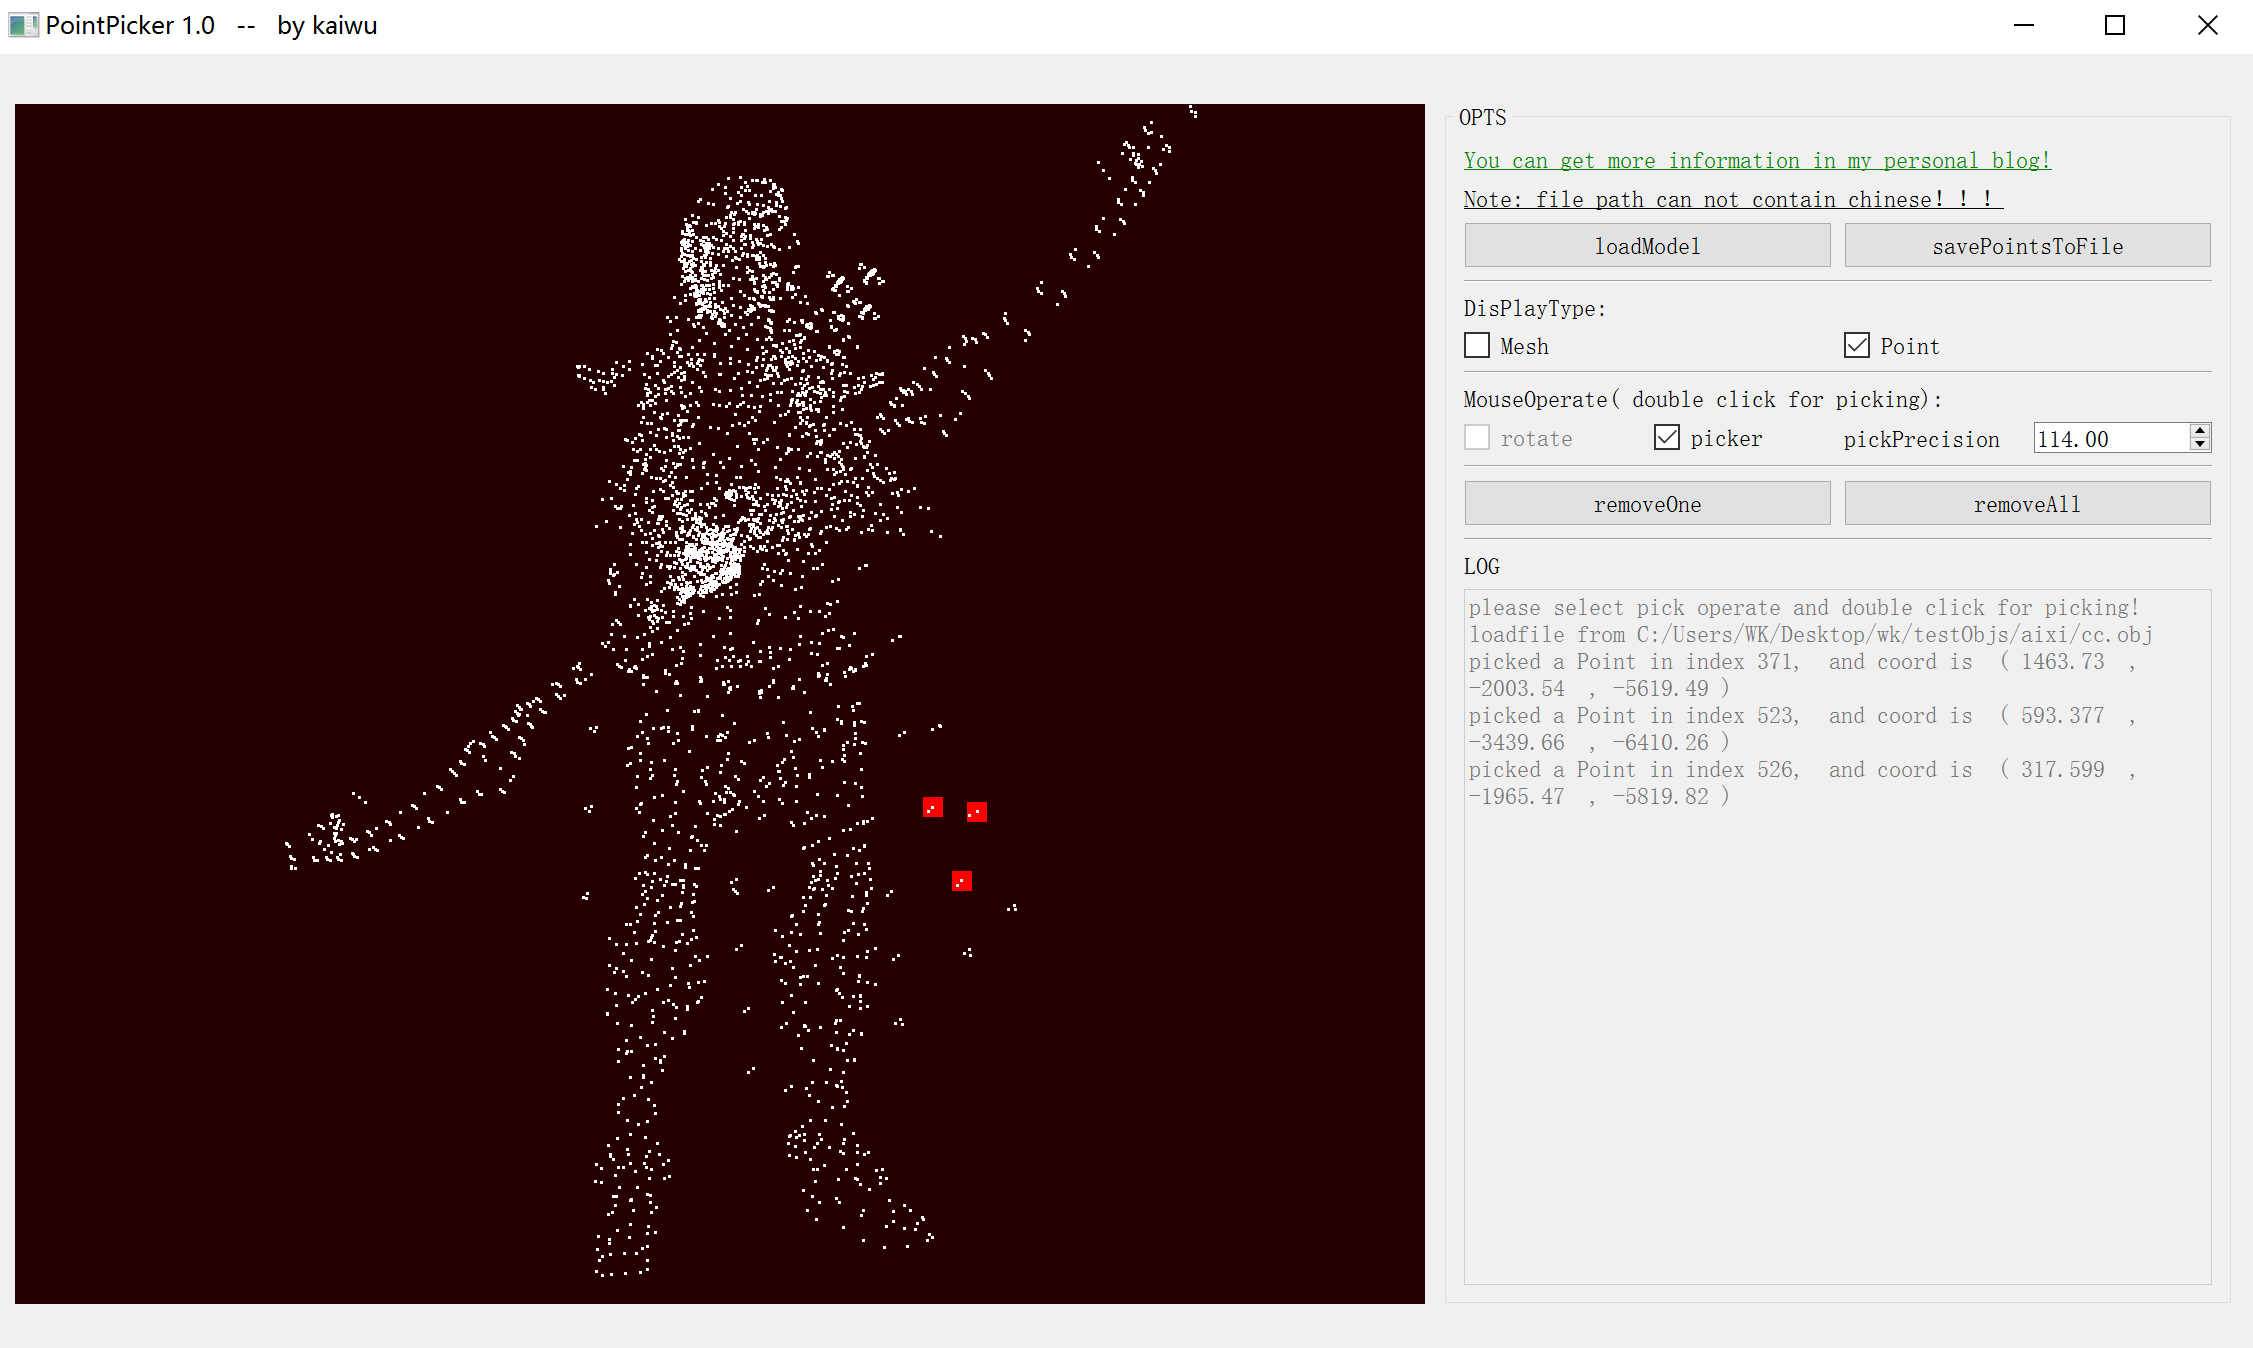 PointPicker 1.0 -- by kaiwu
OPTS
You can get more information in my personal blog!
Note: file path can not contain chinese！！！
loadModel savePointsToFile
DisPlayType:
Mesh Point
MouseOperate( double click for picking):
rotate picker pickPrecision 114.00
removeOne removeAll
LOG
please select pick operate and double click for picking!
loadfile from C:/Users/WK/Desktop/wk/testObjs/aixi/cc.obj
picked a Point in index 371,  and coord is  ( 1463.73  ,
-2003.54  , -5619.49 )
picked a Point in index 523,  and coord is  ( 593.377  ,
-3439.66  , -6410.26 )
picked a Point in index 526,  and coord is  ( 317.599  ,
-1965.47  , -5819.82 )